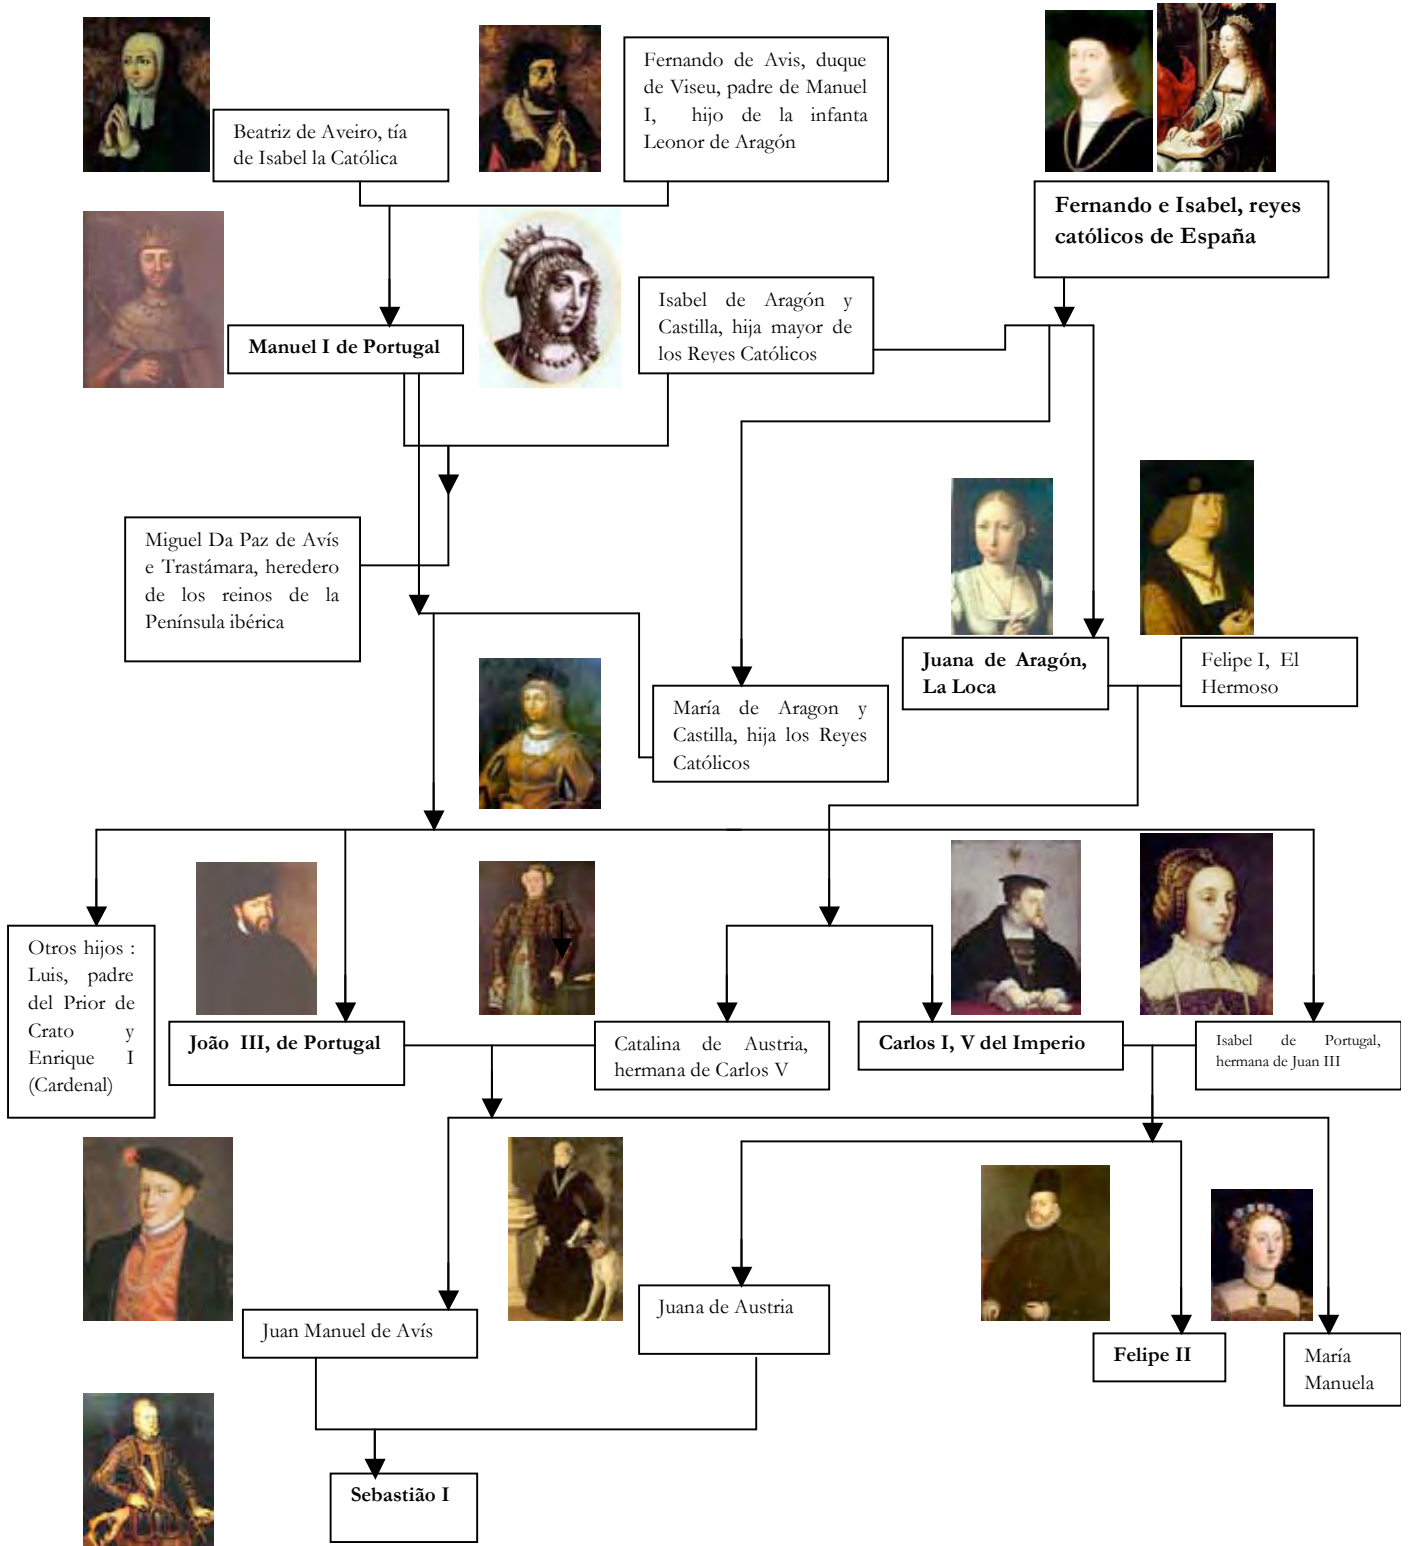 Beatriz de Aveiro, tía
de Isabel la Católica
Fernando de Avis, duque
de Viseu, padre de Manuel
I, hijo de la infanta
Leonor de Aragón
Fernando e Isabel, reyes
católicos de España
Manuel I de Portugal
Isabel de Aragón y
Castilla, hija mayor de
los Reyes Católicos
Miguel Da Paz de Avís
e Trastámara, heredero
de los reinos de la
Península ibérica
Juana de Aragón,
La Loca
Felipe I, El
Hermoso
María de Aragon y
Castilla, hija los Reyes
Católicos
Otros hijos :
Luis, padre
del Prior de
Crato y
Enrique I
(Cardenal)
João III, de Portugal
Catalina de Austria,
hermana de Carlos V
Carlos I, V del Imperio
Isabel de Portugal,
hermana de Juan III
Juan Manuel de Avís
Juana de Austria
Felipe II
María
Manuela
Sebastião I